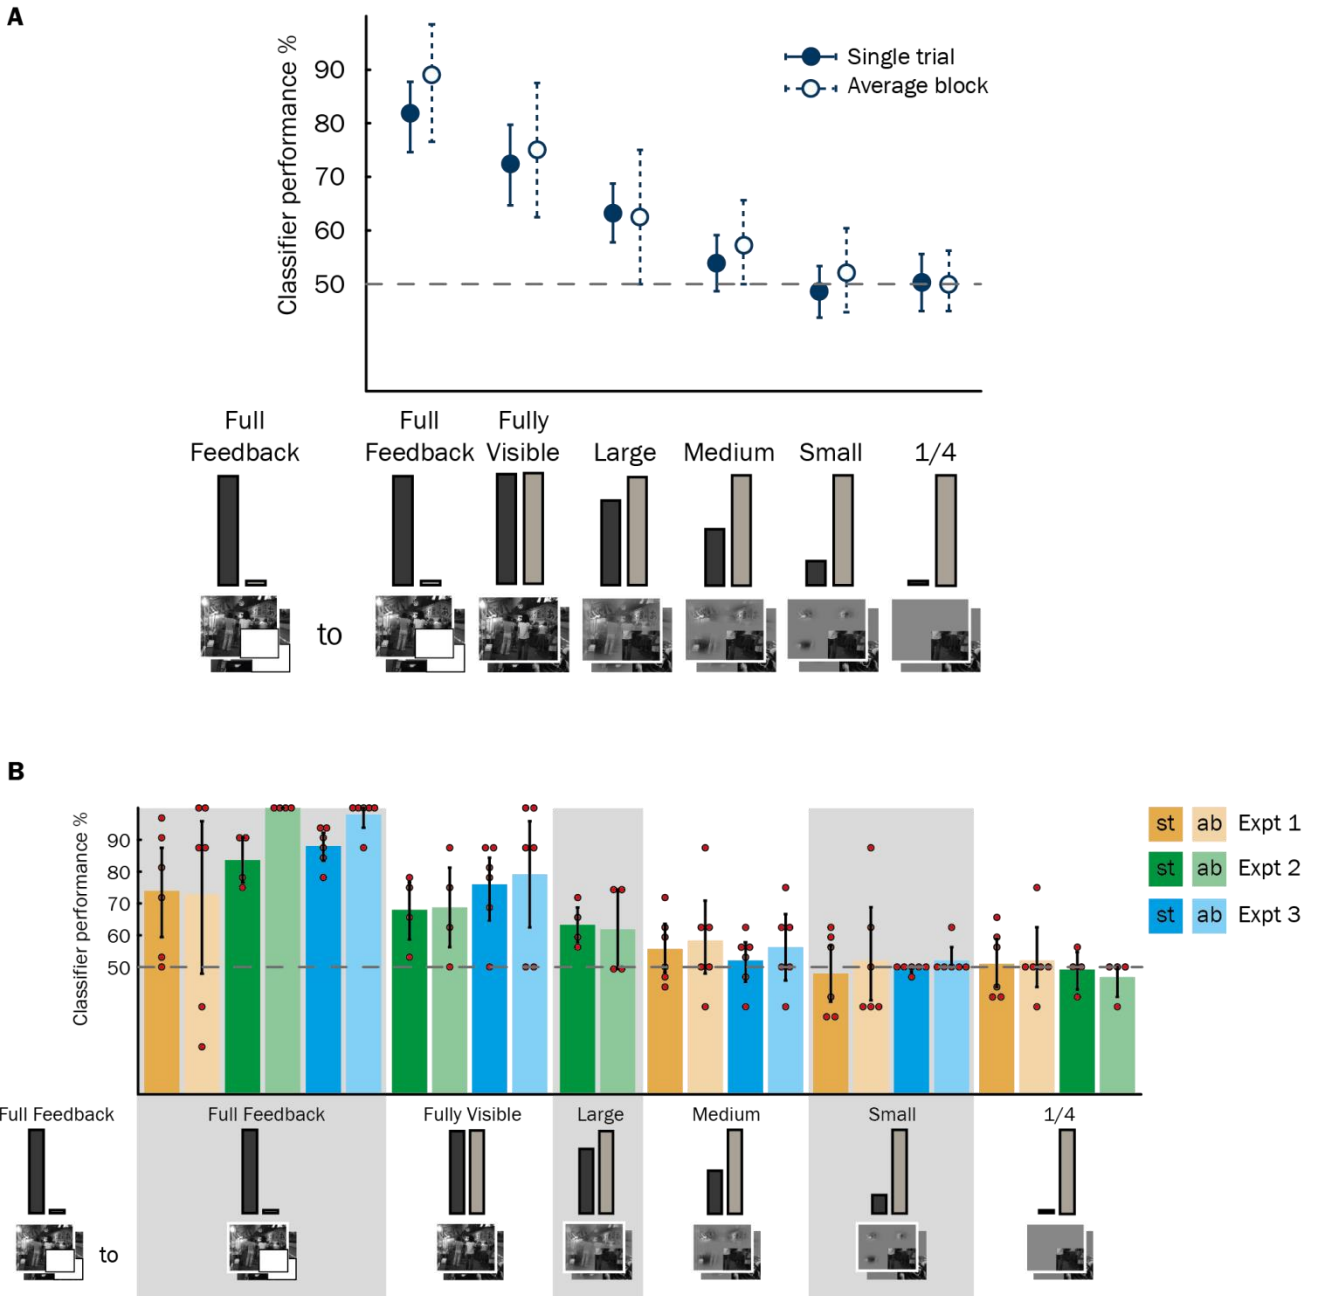 A
Classifier performance %
90
80
70
60
50
Single trial
Average block
Full
Feedback
Full
Feedback
Fully
Visible
Large
Medium
Small
1/4
to
B
Classifier performance %
90
80
70
60
50
st ab Expt 1
st ab Expt 2
st ab Expt 3
Full Feedback
Full Feedback
Fully Visible
Large
Medium
Small
1/4
to